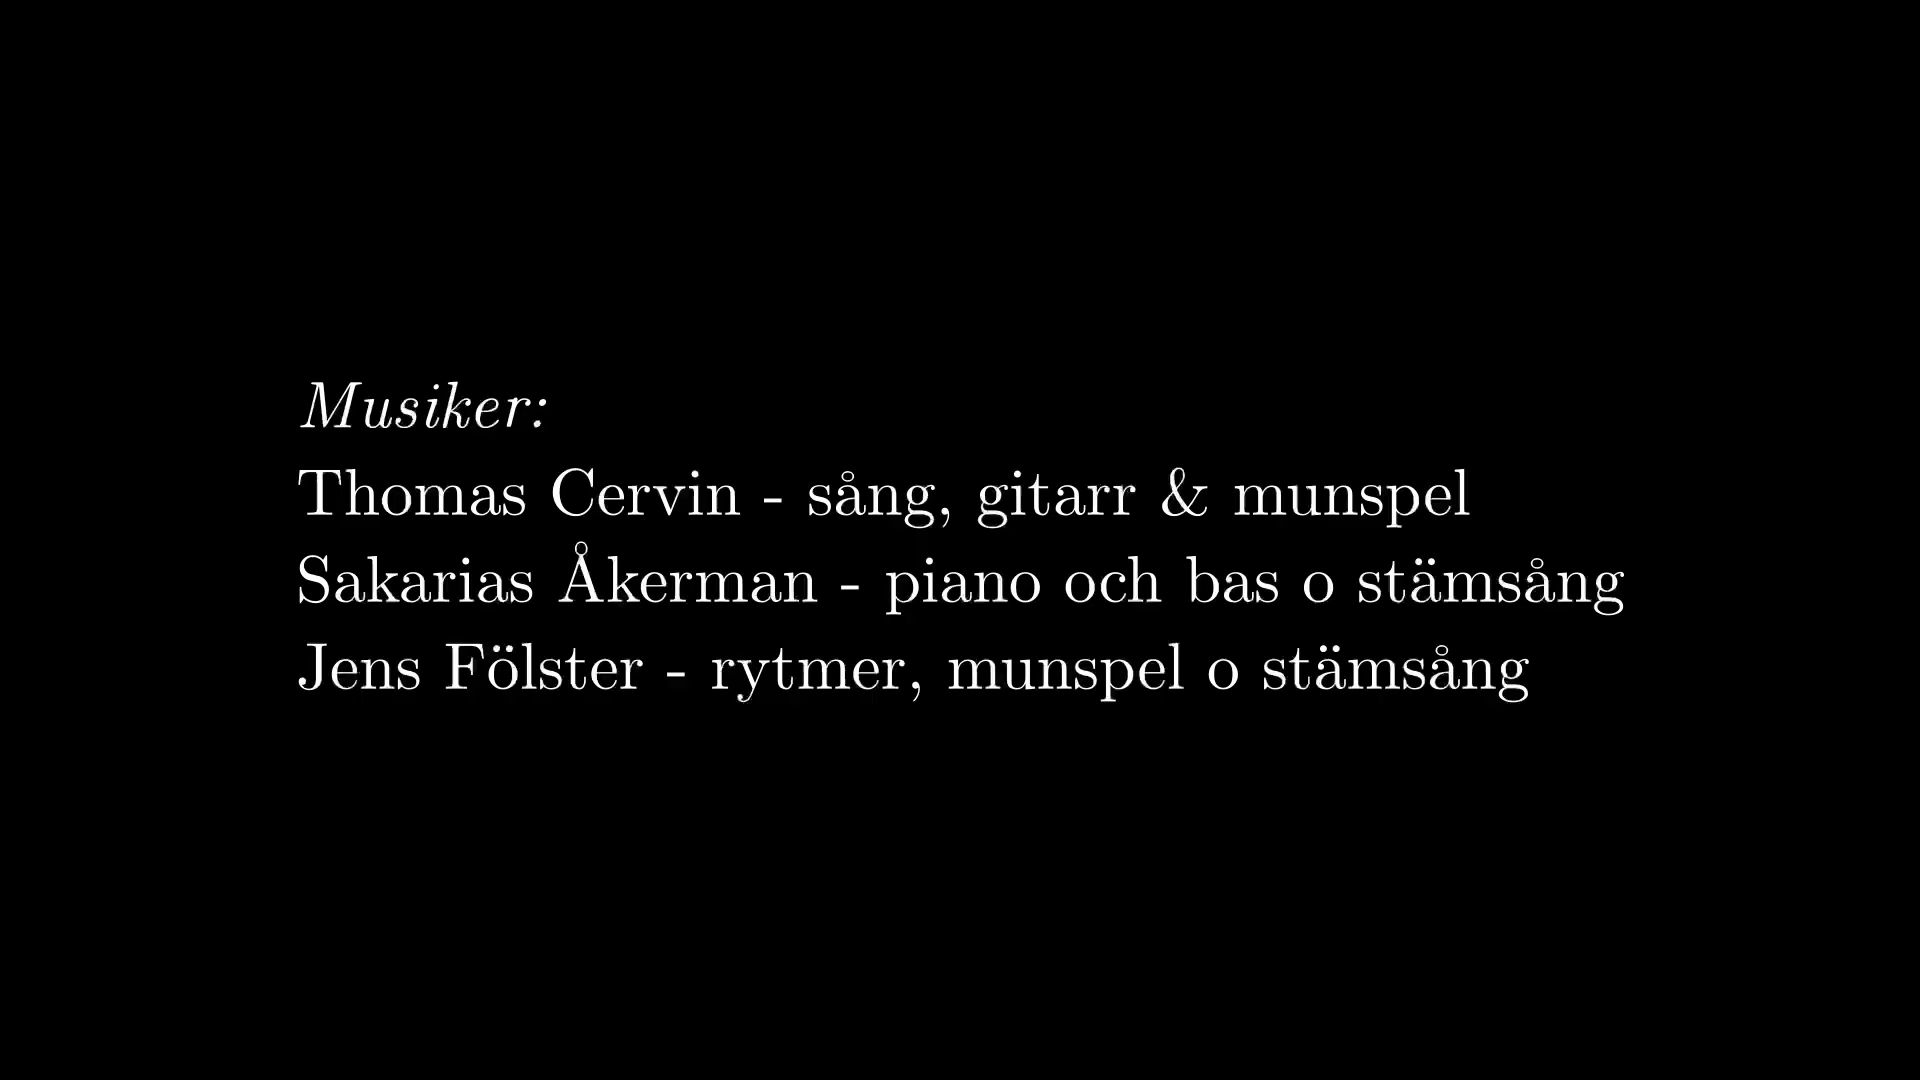 Musiker:
Thomas Cervin - sång, gitarr & munspel
Sakarias Åkerman - piano och bas o stämsång
Jens Fölster - rytmer, munspel o stämsång